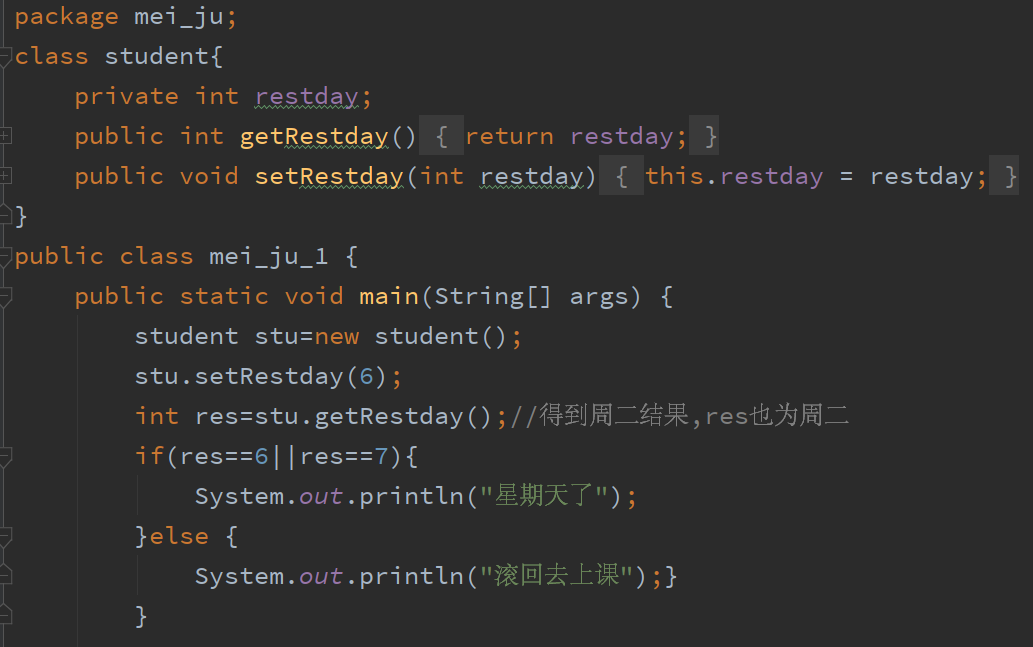 package mei_ju;
class student{
private int restday;
public int getRestday() { return restday; }
public void setRestday(int restday) { this.restday = restday; }
}
public class mei_ju_1 {
public static void main(String[] args) {
student stu=new student();
stu.setRestday(6);
int res=stu.getRestday();//得到周二结果,res也为周二
if(res==6||res==7){
System.out.println("星期天了");
}else {
System.out.println("滚回去上课");}
}